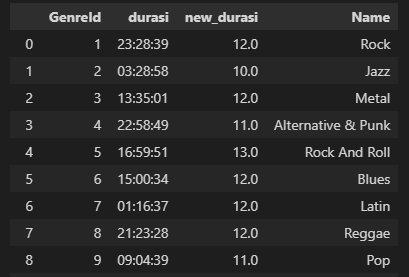 GenreId durasi new_durasi Name
0 1 23:28:39 12.0 Rock
1 2 03:28:58 10.0 Jazz
2 3 13:35:01 12.0 Metal
3 4 22:58:49 11.0 Alternative & Punk
4 5 16:59:51 13.0 Rock And Roll
5 6 15:00:34 12.0 Blues
6 7 01:16:37 12.0 Latin
7 8 21:23:28 12.0 Reggae
8 9 09:04:39 11.0 Pop